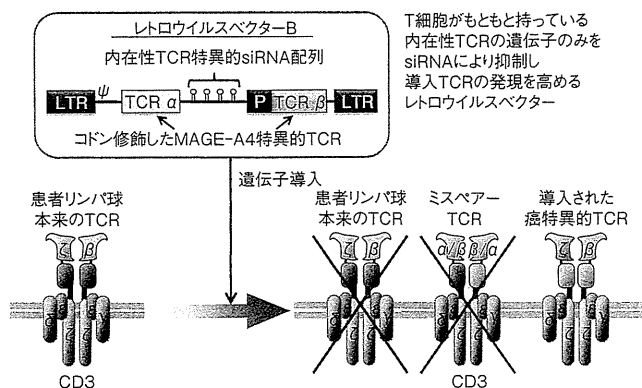 レトロウイルスベクターB
内在性TCR特異的siRNA配列
LTR ψ TCR α P TCR β LTR
コドン修飾したMAGE-A4特異的TCR
T細胞がもともと持っている
内在性TCRの遺伝子のみを
siRNAにより抑制し
導入TCRの発現を高める
レトロウイルスベクター
遺伝子導入
患者リンパ球
本来のTCR
患者リンパ球
本来のTCR
ミスペアー
TCR
導入された
癌特異的TCR
ζ β
ζ β
α/β β/α
ζ β
δ ε ε γ
ζ ζ
CD3
CD3